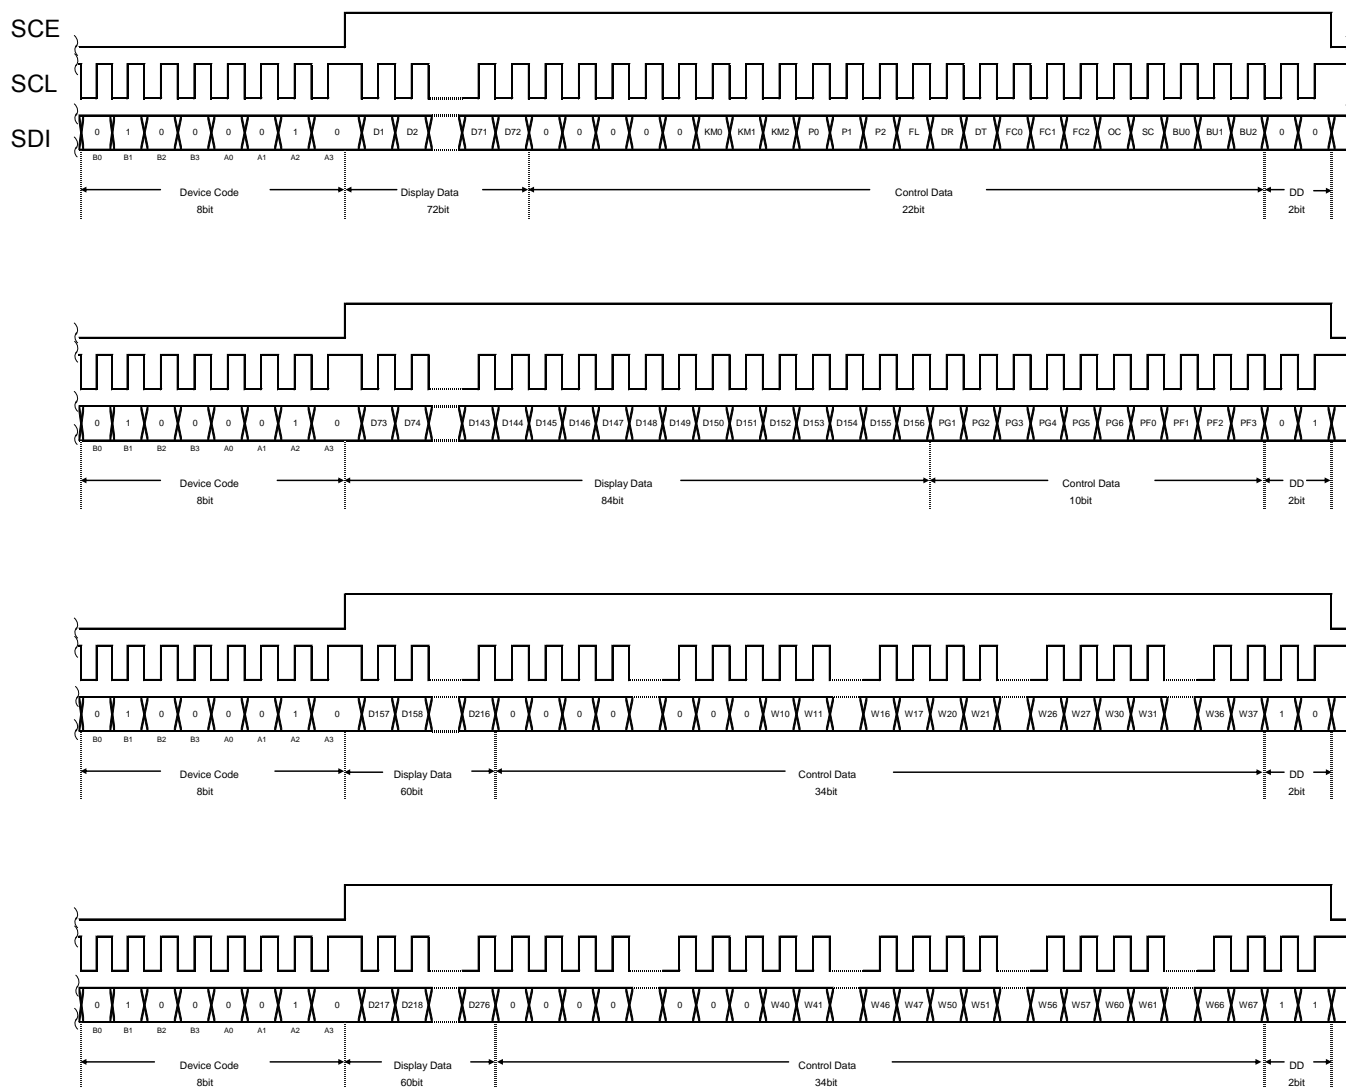 SCE
SCL
SDI
0 1 0 0 0 0 1 0 D1 D2 D71 D72 0 0 0 0 0 KM0 KM1 KM2 P0 P1 P2 FL DR DT FC0 FC1 FC2 OC SC BU0 BU1 BU2 0 0
B0 B1 B2 B3 A0 A1 A2 A3
Device Code Display Data Control Data DD
8bit 72bit 22bit 2bit
0 1 0 0 0 0 1 0 D73 D74 D143 D144 D145 D146 D147 D148 D149 D150 D151 D152 D153 D154 D155 D156 PG1 PG2 PG3 PG4 PG5 PG6 PF0 PF1 PF2 PF3 0 1
B0 B1 B2 B3 A0 A1 A2 A3
Device Code Display Data Control Data DD
8bit 84bit 10bit 2bit
0 1 0 0 0 0 1 0 D157 D158 D216 0 0 0 0 0 0 0 W10 W11 W16 W17 W20 W21 W26 W27 W30 W31 W36 W37 1 0
B0 B1 B2 B3 A0 A1 A2 A3
Device Code Display Data Control Data DD
8bit 60bit 34bit 2bit
0 1 0 0 0 0 1 0 D217 D218 D276 0 0 0 0 0 0 0 W40 W41 W46 W47 W50 W51 W56 W57 W60 W61 W66 W67 1 1
B0 B1 B2 B3 A0 A1 A2 A3
Device Code Display Data Control Data DD
8bit 60bit 34bit 2bit